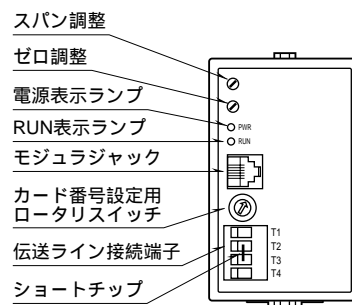 スパン調整
ゼロ調整
電源表示ランプ
PWR
RUN表示ランプ
RUN
モジュラジャック
カード番号設定用
ロータリスイッチ
伝送ライン接続端子
T1
T2
T3
T4
ショートチップ